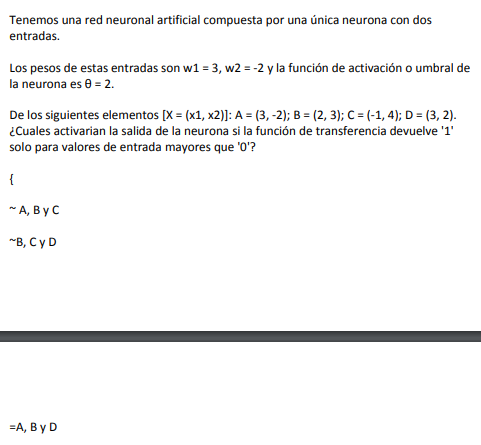 Tenemos una red neuronal artificial compuesta por una única neurona con dos
entradas.
Los pesos de estas entradas son w1 = 3, w2 = -2 y la función de activación o umbral de
la neurona es θ = 2.
De los siguientes elementos [X = (x1, x2)]: A = (3, -2); B = (2, 3); C = (-1, 4); D = (3, 2).
¿Cuales activarian la salida de la neurona si la función de transferencia devuelve '1'
solo para valores de entrada mayores que '0'?
{
~ A, B y C
~B, C y D
=A, B y D